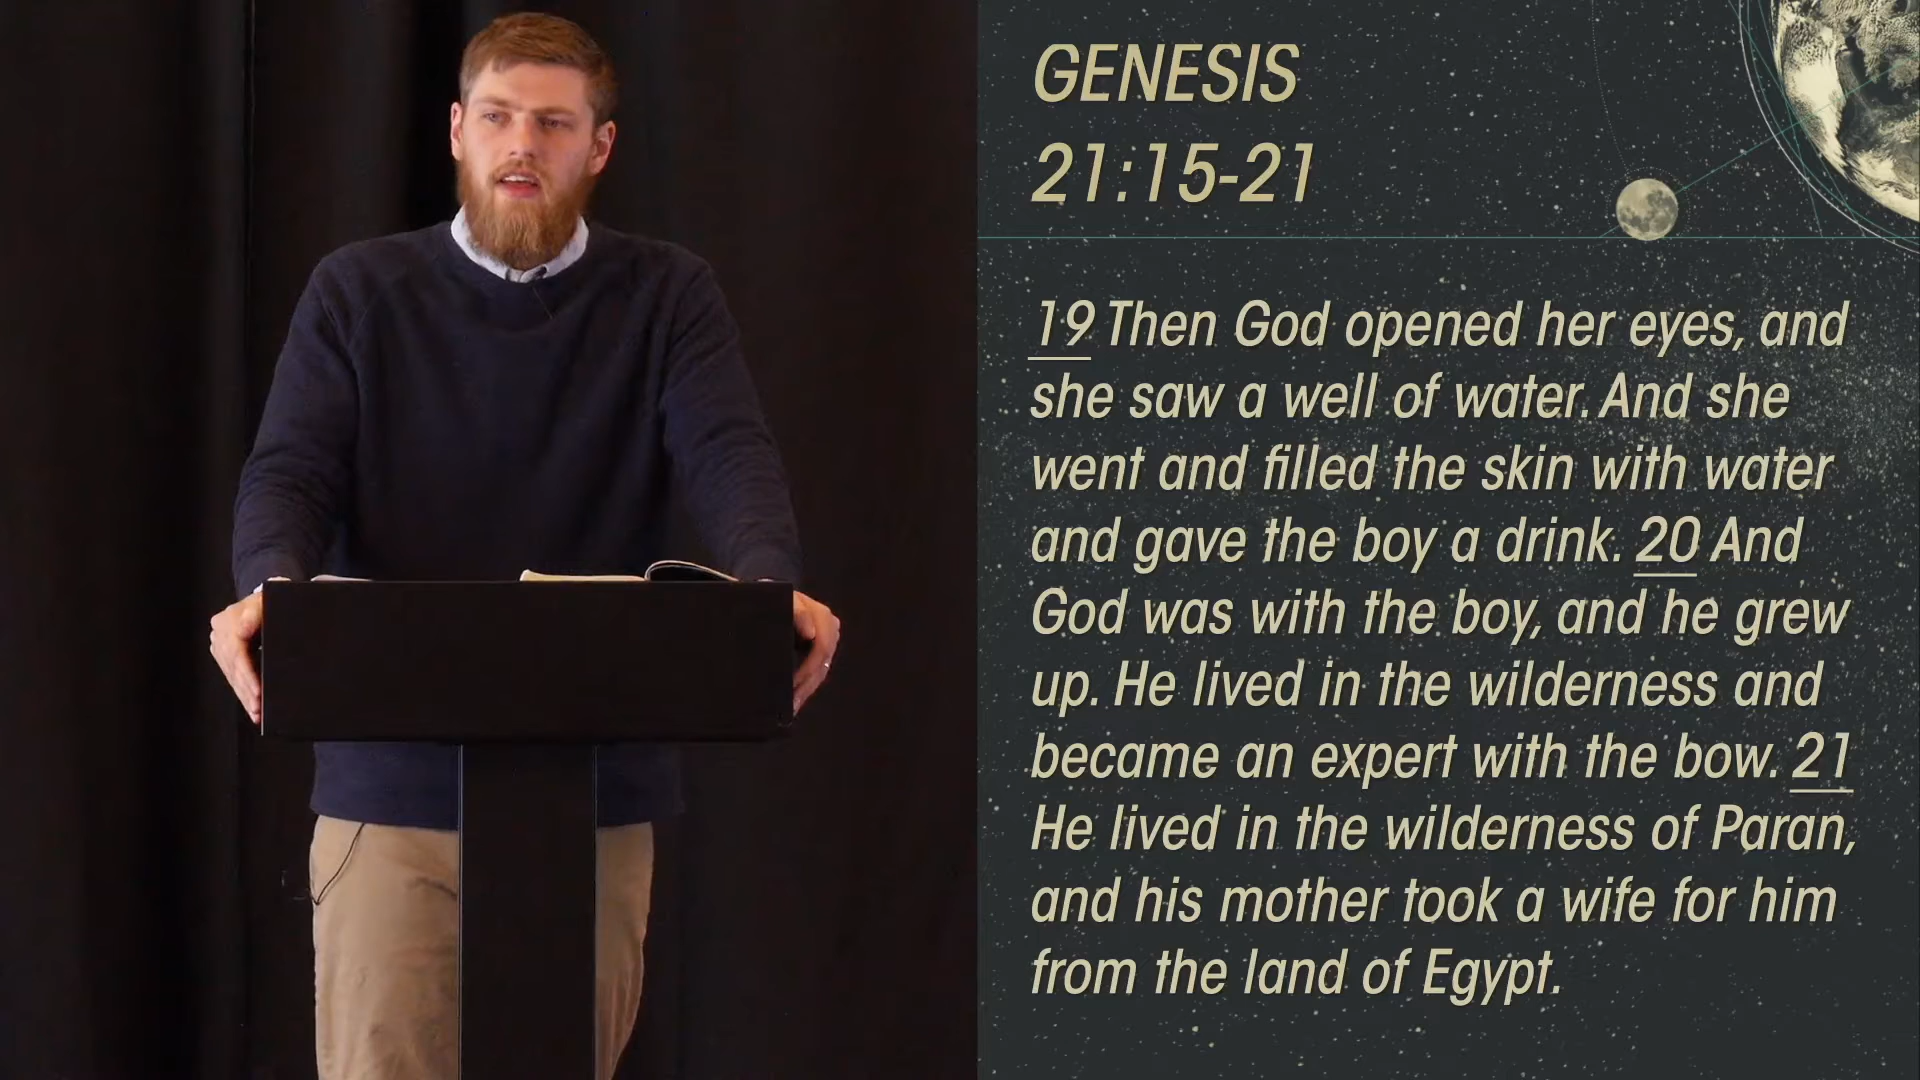 GENESIS
21:15-21
19 Then God opened her eyes, and
she saw a well of water. And she
went and filled the skin with water
and gave the boy a drink. 20 And
God was with the boy, and he grew
up. He lived in the wilderness and
became an expert with the bow. 21
He lived in the wilderness of Paran,
and his mother took a wife for him
from the land of Egypt.